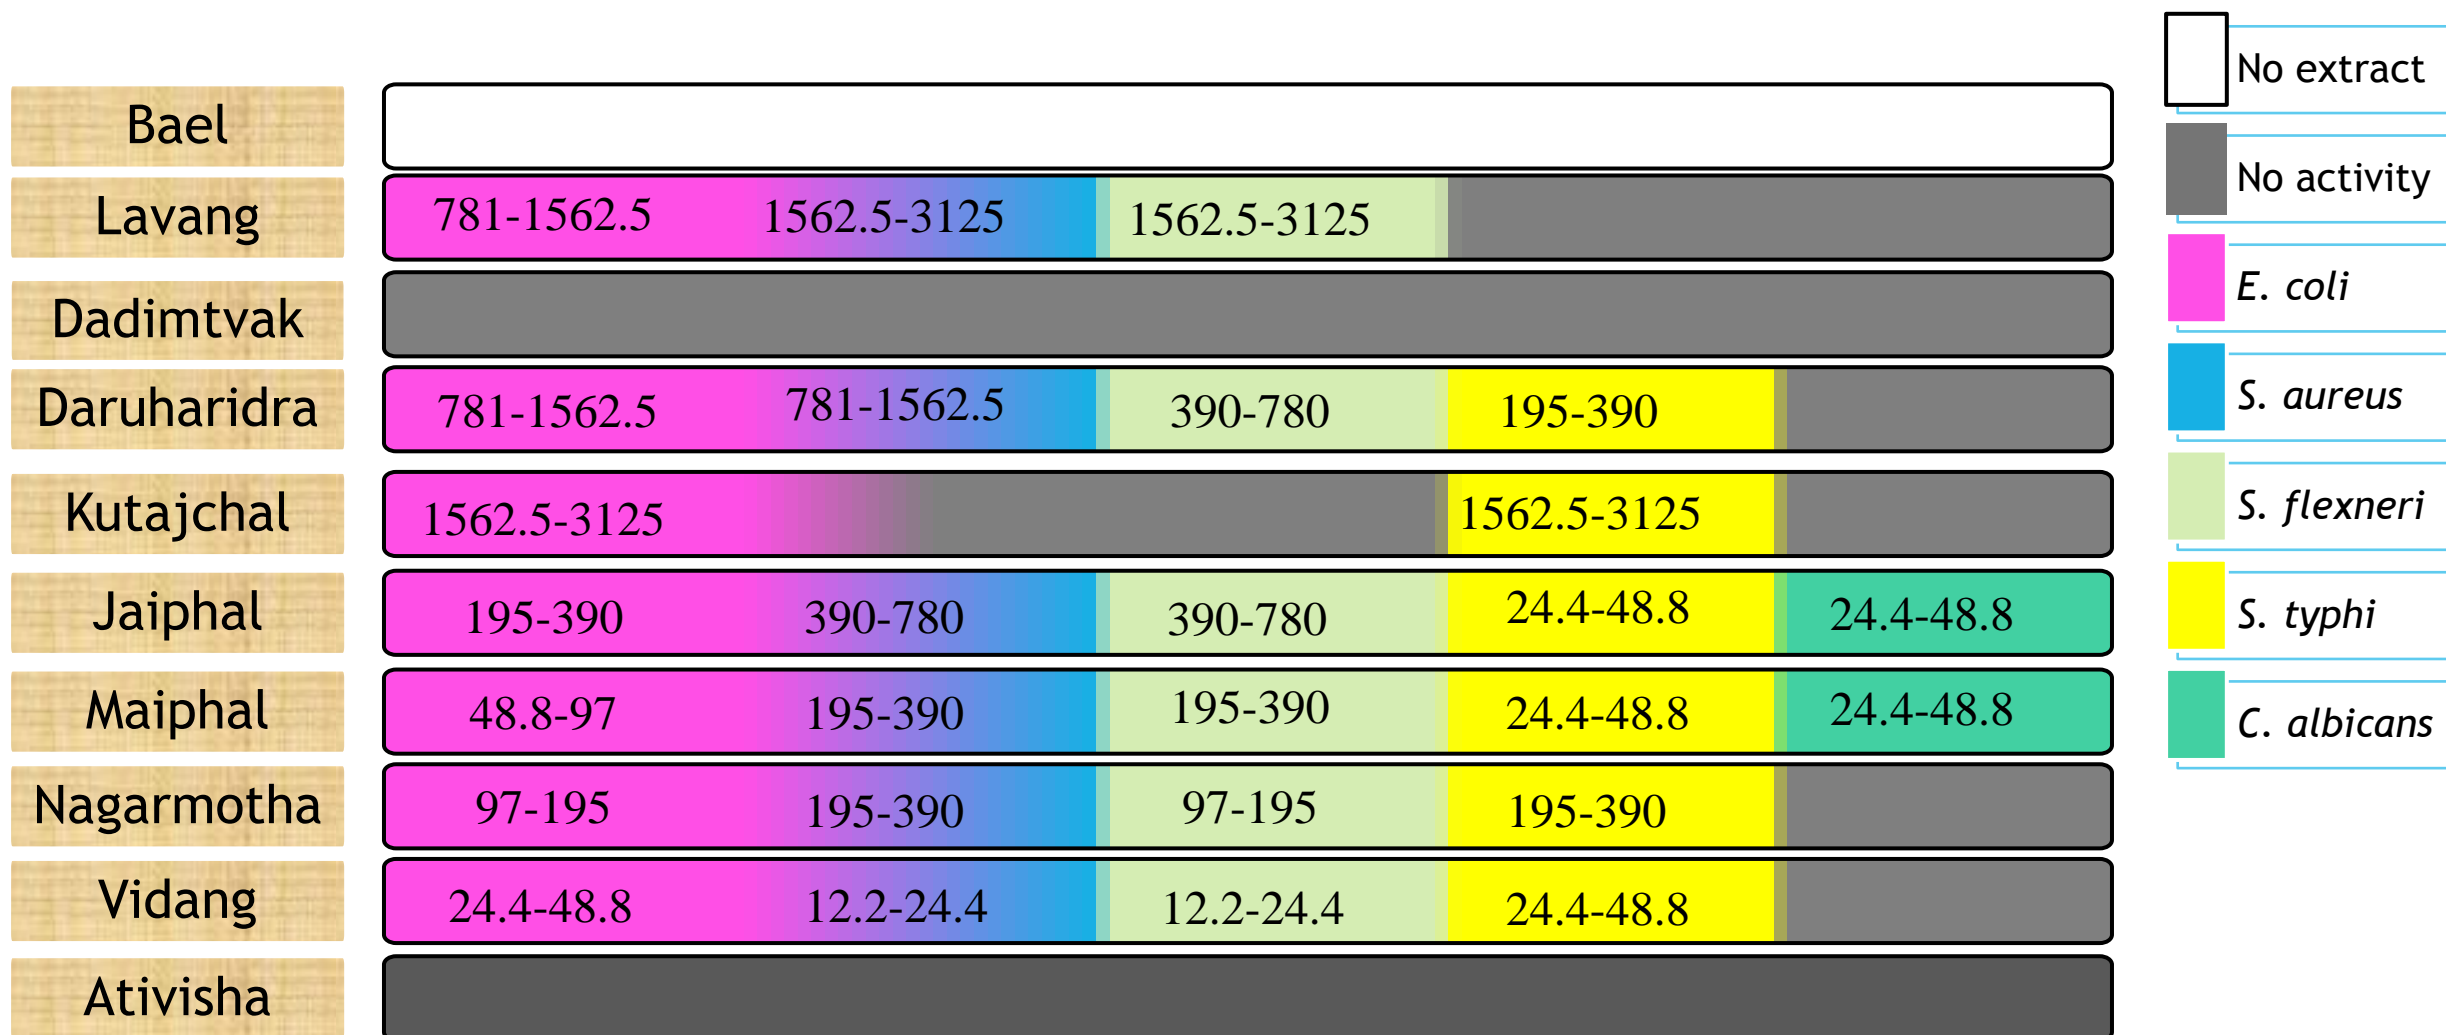 Bael
Lavang 781-1562.5 1562.5-3125 1562.5-3125
Dadimtvak
Daruharidra 781-1562.5 781-1562.5 390-780 195-390
Kutajchal 1562.5-3125 1562.5-3125
Jaiphal 195-390 390-780 390-780 24.4-48.8 24.4-48.8
Maiphal 48.8-97 195-390 195-390 24.4-48.8 24.4-48.8
Nagarmotha 97-195 195-390 97-195 195-390
Vidang 24.4-48.8 12.2-24.4 12.2-24.4 24.4-48.8
Ativisha
No extract
No activity
E. coli
S. aureus
S. flexneri
S. typhi
C. albicans